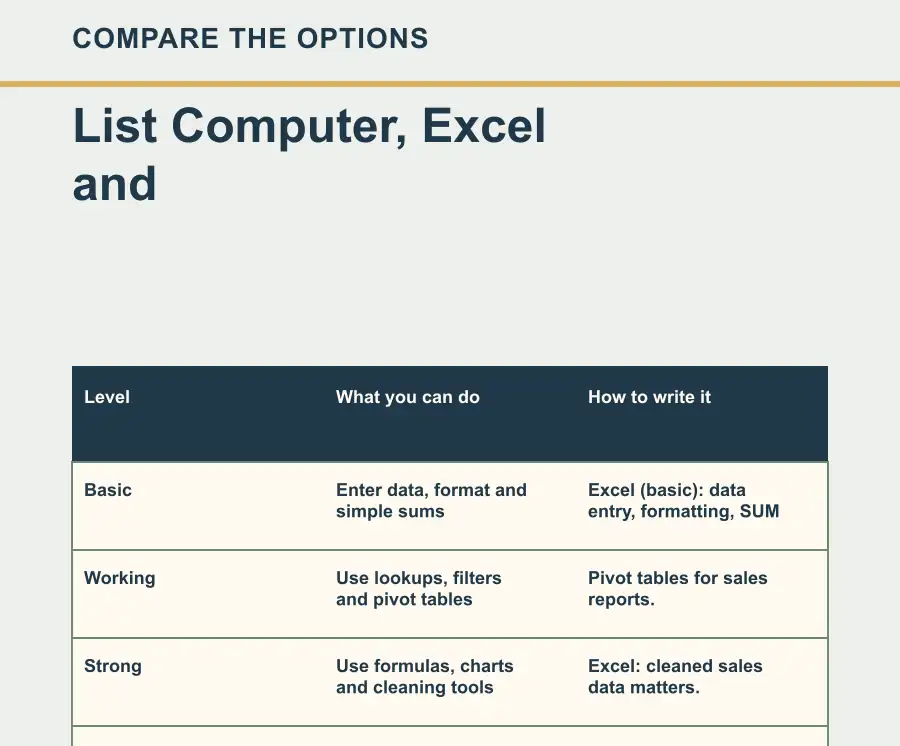 COMPARE THE OPTIONS
List Computer, Excel
and
Level What you can do How to write it
Basic Enter data, format and Excel (basic): data
simple sums entry, formatting, SUM
Working Use lookups, filters Pivot tables for sales
and pivot tables reports.
Strong Use formulas, charts Excel: cleaned sales
and cleaning tools data matters.